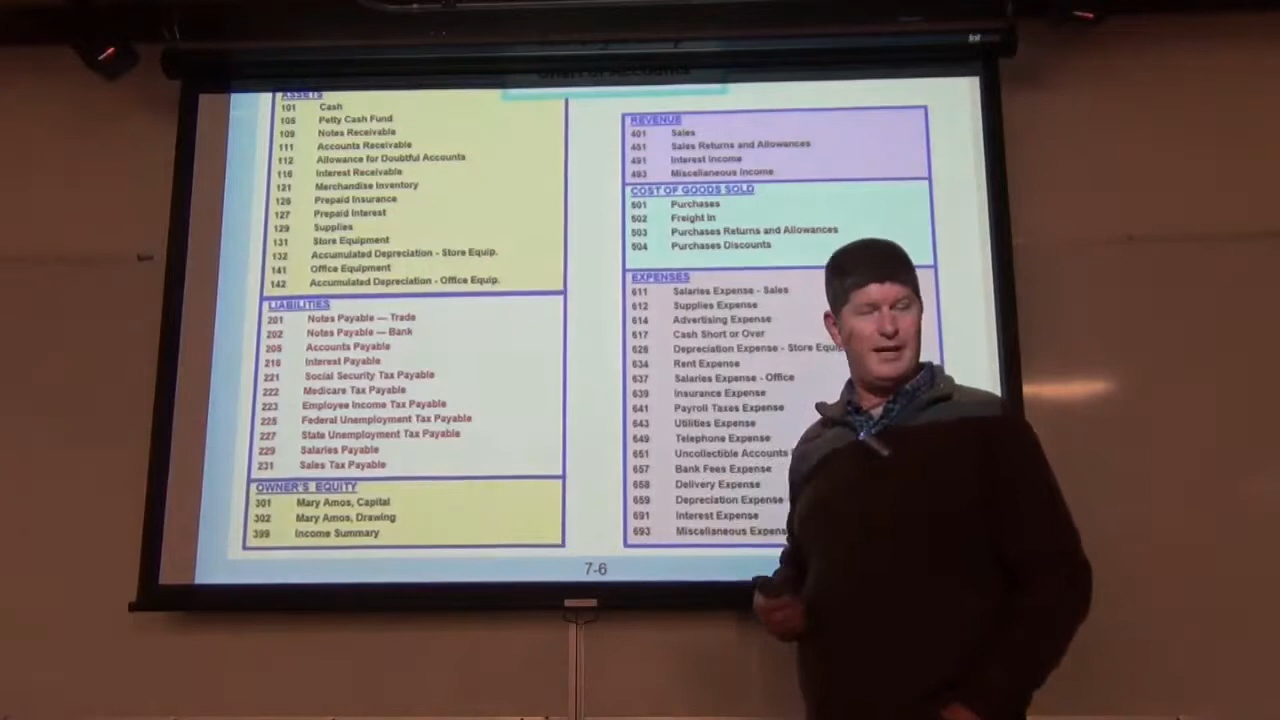 Chart of Accounts
ASSETS
101 Cash
105 Petty Cash Fund
109 Notes Receivable
111 Accounts Receivable
112 Allowance for Doubtful Accounts
116 Interest Receivable
121 Merchandise Inventory
126 Prepaid Insurance
127 Prepaid Interest
129 Supplies
131 Store Equipment
132 Accumulated Depreciation - Store Equip.
141 Office Equipment
142 Accumulated Depreciation - Office Equip.
LIABILITIES
201 Notes Payable — Trade
202 Notes Payable — Bank
205 Accounts Payable
216 Interest Payable
221 Social Security Tax Payable
222 Medicare Tax Payable
223 Employee Income Tax Payable
225 Federal Unemployment Tax Payable
227 State Unemployment Tax Payable
229 Salaries Payable
231 Sales Tax Payable
OWNER'S EQUITY
301 Mary Amos, Capital
302 Mary Amos, Drawing
399 Income Summary
REVENUE
401 Sales
451 Sales Returns and Allowances
491 Interest Income
493 Miscellaneous Income
COST OF GOODS SOLD
501 Purchases
502 Freight In
503 Purchases Returns and Allowances
504 Purchases Discounts
EXPENSES
611 Salaries Expense - Sales
612 Supplies Expense
614 Advertising Expense
617 Cash Short or Over
626 Depreciation Expense - Store Equip
634 Rent Expense
637 Salaries Expense - Office
639 Insurance Expense
641 Payroll Taxes Expense
643 Utilities Expense
649 Telephone Expense
651 Uncollectible Accounts
657 Bank Fees Expense
658 Delivery Expense
659 Depreciation Expense
691 Interest Expense
693 Miscellaneous Expens
7-6